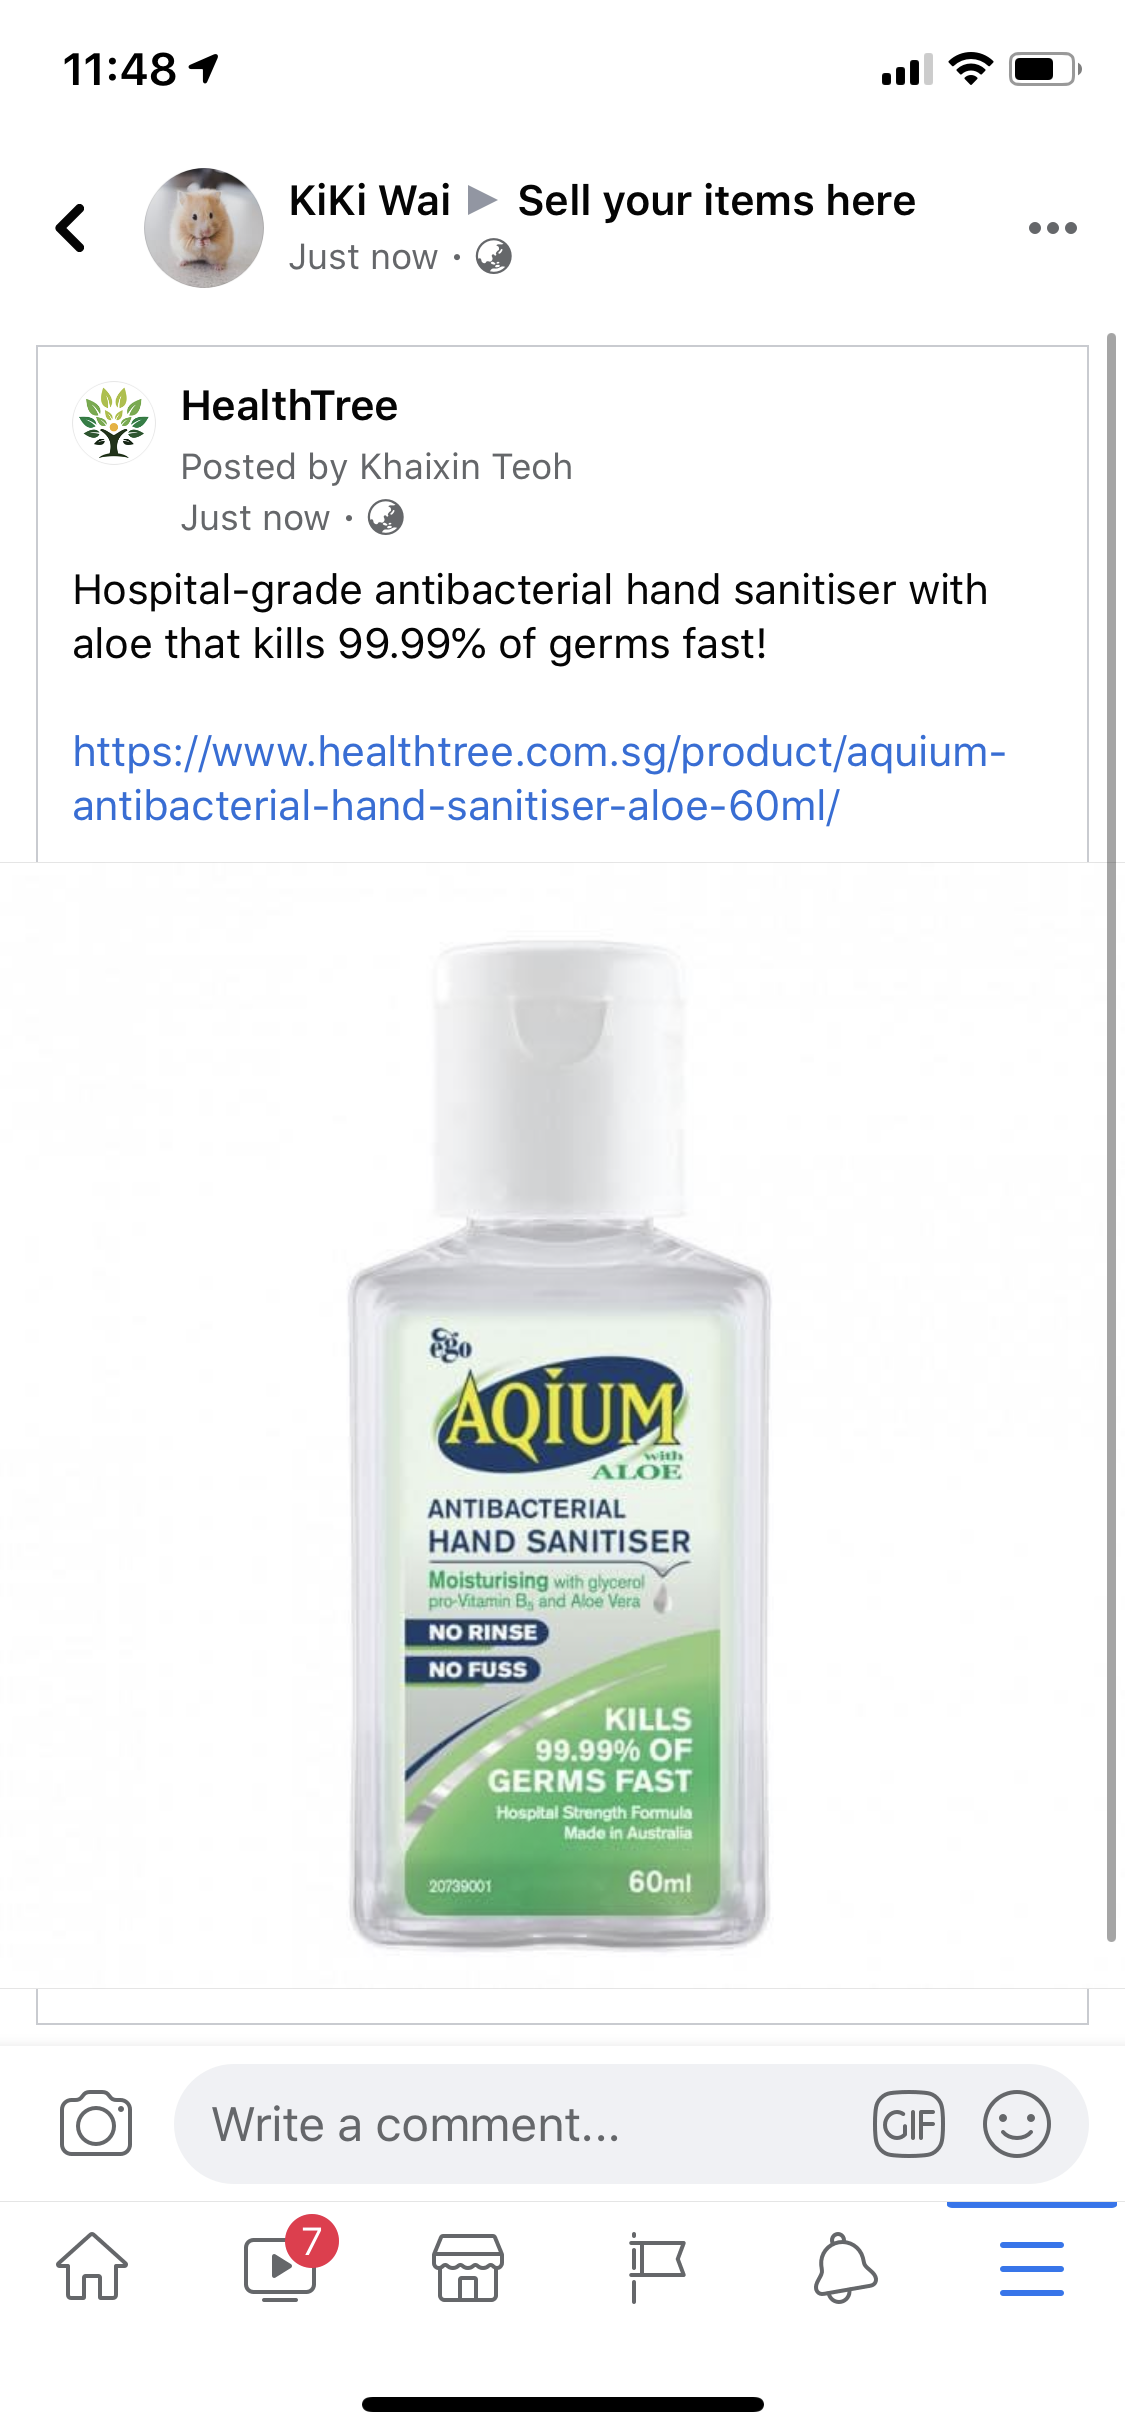 11:48
KiKi Wai ▶ Sell your items here
Just now ·
HealthTree
Posted by Khaixin Teoh
Just now ·
Hospital-grade antibacterial hand sanitiser with
aloe that kills 99.99% of germs fast!
https://www.healthtree.com.sg/product/aquium-
antibacterial-hand-sanitiser-aloe-60ml/
ego
AQIUM
with
ALOE
ANTIBACTERIAL
HAND SANITISER
Moisturising with glycerol
pro-Vitamin B₅ and Aloe Vera
NO RINSE
NO FUSS
KILLS
99.99% OF
GERMS FAST
Hospital Strength Formula
Made in Australia
20739001 60ml
Write a comment...
GIF
7